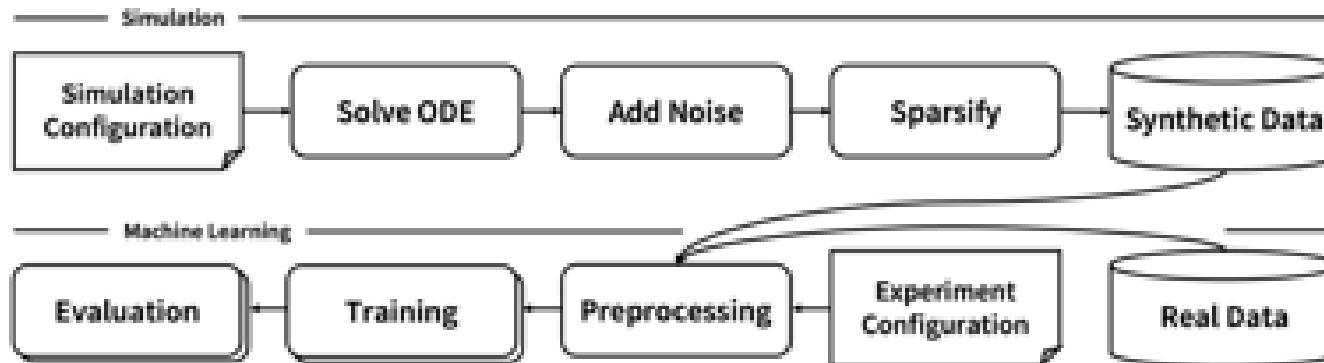 Simulation
Simulation
Configuration
Solve ODE
Add Noise
Sparsify
Synthetic Data
Machine Learning
Evaluation
Training
Preprocessing
Experiment
Configuration
Real Data